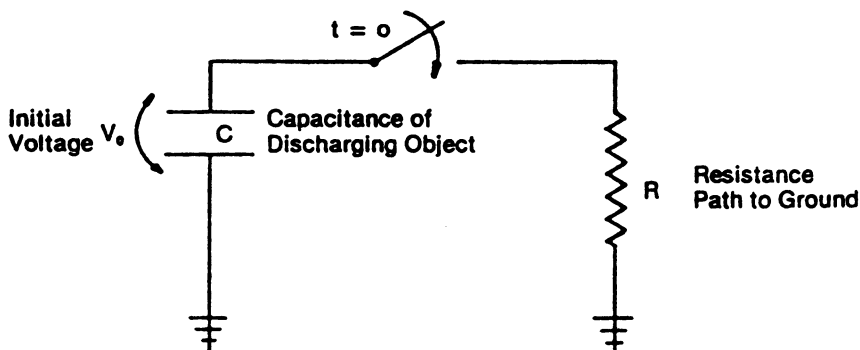 t = o
Initial
Voltage V₀
C
Capacitance of
Discharging Object
R
Resistance
Path to Ground